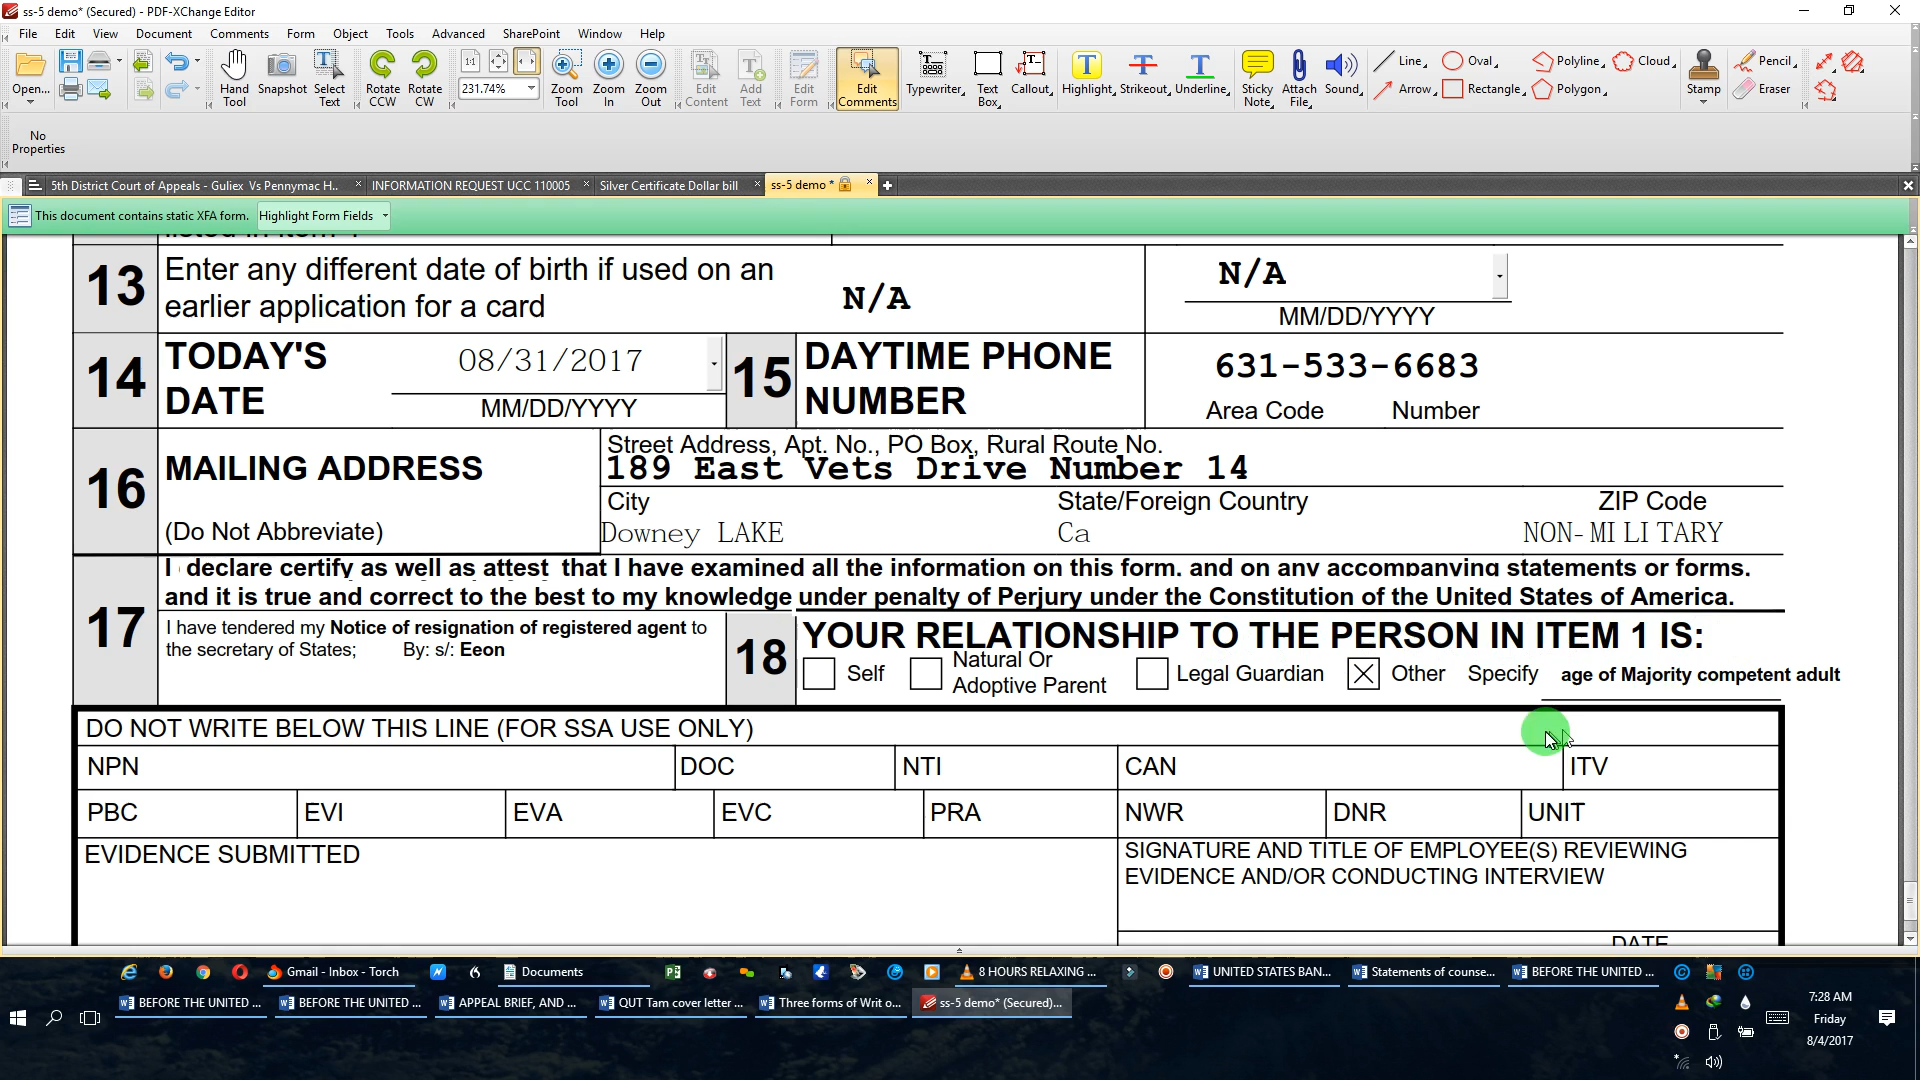 ss-5 demo* (Secured) - PDF-XChange Editor
File Edit View Document Comments Form Object Tools Advanced SharePoint Window Help
Open... 231.74% Hand Tool Snapshot Select Text Rotate CCW Rotate CW Zoom Tool Zoom In Zoom Out Edit Content Add Text Edit Form Edit Comments Typewriter Text Box Callout Highlight Strikeout Underline Sticky Note Attach File Sound Line Arrow Oval Rectangle Polyline Polygon Cloud Stamp Pencil Eraser
No Properties
5th District Court of Appeals - Guliex Vs Pennymac H.. INFORMATION REQUEST UCC 110005 Silver Certificate Dollar bill ss-5 demo *
This document contains static XFA form. Highlight Form Fields
13 Enter any different date of birth if used on an
earlier application for a card N/A N/A
MM/DD/YYYY
14 TODAY'S DATE 08/31/2017
MM/DD/YYYY
15 DAYTIME PHONE NUMBER 631-533-6683
Area Code Number
16 MAILING ADDRESS
(Do Not Abbreviate)
Street Address, Apt. No., PO Box, Rural Route No.
189 East Vets Drive Number 14
City State/Foreign Country ZIP Code
Downey LAKE Ca NON-MILITARY
17 I declare certify as well as attest that I have examined all the information on this form, and on any accompanying statements or forms,
and it is true and correct to the best to my knowledge under penalty of Perjury under the Constitution of the United States of America.
I have tendered my Notice of resignation of registered agent to
the secretary of States; By: s/: Eeon
18 YOUR RELATIONSHIP TO THE PERSON IN ITEM 1 IS:
Self Natural Or Adoptive Parent Legal Guardian Other Specify age of Majority competent adult
DO NOT WRITE BELOW THIS LINE (FOR SSA USE ONLY)
NPN DOC NTI CAN ITV
PBC EVI EVA EVC PRA NWR DNR UNIT
EVIDENCE SUBMITTED
SIGNATURE AND TITLE OF EMPLOYEE(S) REVIEWING
EVIDENCE AND/OR CONDUCTING INTERVIEW
DATE
Gmail - Inbox - Torch Documents 8 HOURS RELAXING ... UNITED STATES BAN... Statements of counse... BEFORE THE UNITED ...
BEFORE THE UNITED ... BEFORE THE UNITED ... APPEAL BRIEF, AND ... QUT Tam cover letter ... Three forms of Writ o... ss-5 demo* (Secured)...
7:28 AM
Friday
8/4/2017